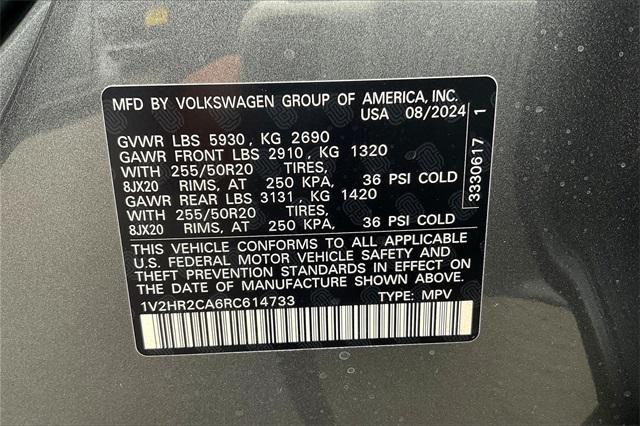 MFD BY VOLKSWAGEN GROUP OF AMERICA, INC.
USA 08/2024
GVWR LBS 5930, KG 2690
GAWR FRONT LBS 2910, KG 1320
WITH 255/50R20 TIRES,
8JX20 RIMS, AT 250 KPA, 36 PSI COLD
GAWR REAR LBS 3131, KG 1420
WITH 255/50R20 TIRES,
8JX20 RIMS, AT 250 KPA, 36 PSI COLD
THIS VEHICLE CONFORMS TO ALL APPLICABLE
U.S. FEDERAL MOTOR VEHICLE SAFETY AND
THEFT PREVENTION STANDARDS IN EFFECT ON
THE DATE OF MANUFACTURE SHOWN ABOVE.
1V2HR2CA6RC614733 TYPE: MPV
3330617 1